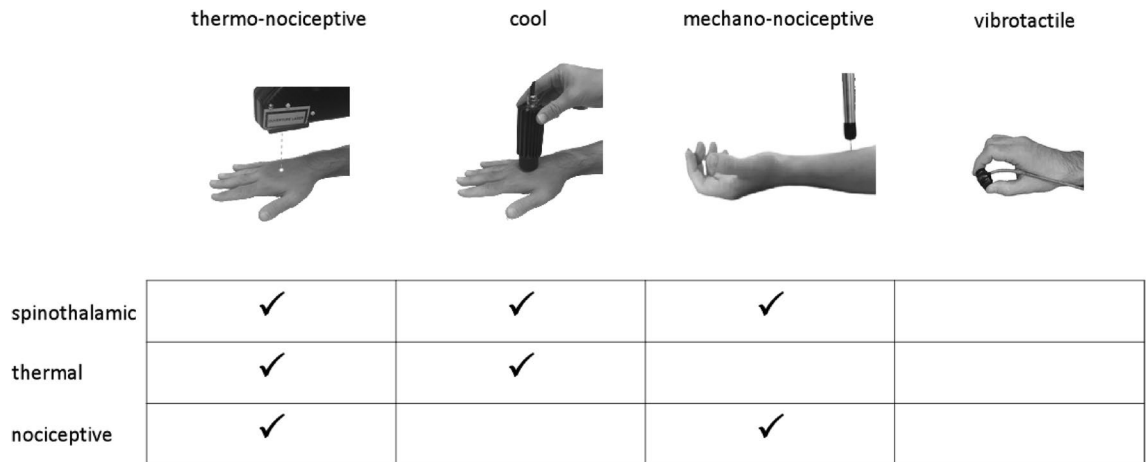 thermo-nociceptive cool mechano-nociceptive vibrotactile
spinothalamic ✓ ✓ ✓
thermal ✓ ✓
nociceptive ✓ ✓